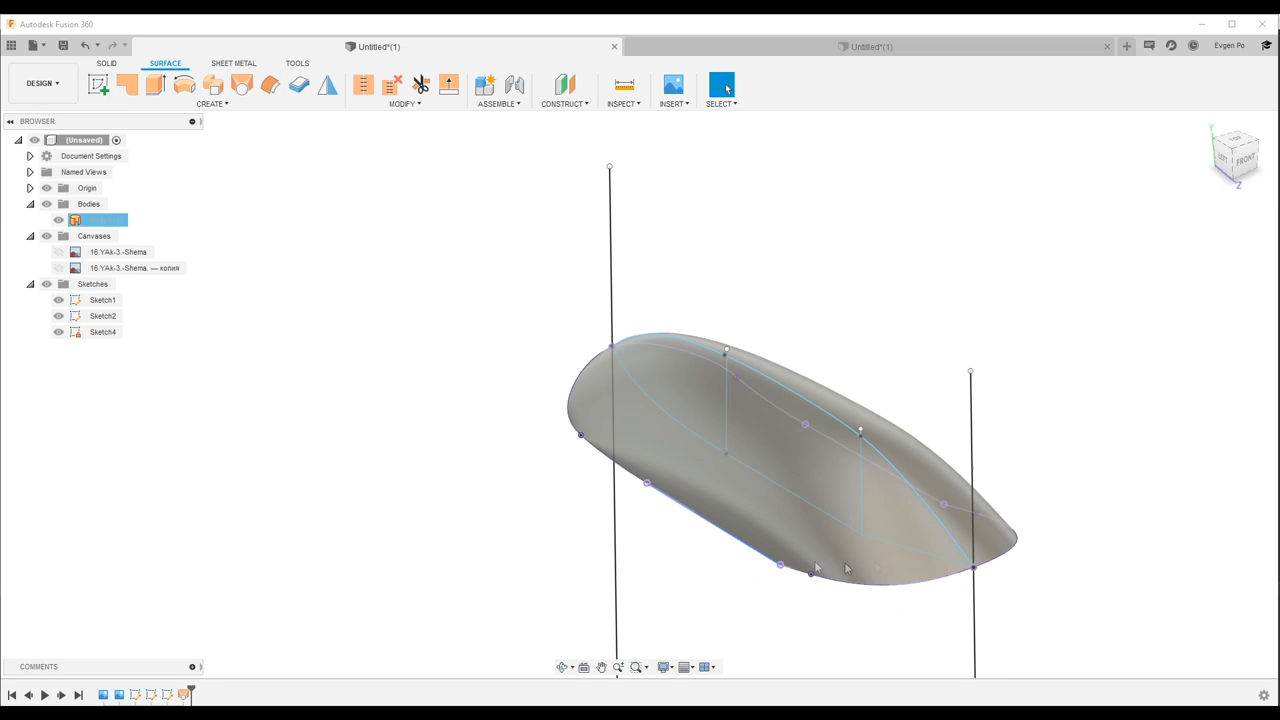 Autodesk Fusion 360
Untitled*(1)
Untitled*(1)
Evgen Po
DESIGN
SOLID
SURFACE
SHEET METAL
TOOLS
CREATE
MODIFY
ASSEMBLE
CONSTRUCT
INSPECT
INSERT
SELECT
BROWSER
(Unsaved)
Document Settings
Named Views
Origin
Bodies
Canvases
16.YAk-3.-Shema
16.YAk-3.-Shema. — копия
Sketches
Sketch1
Sketch2
Sketch4
Y
LEFT
FRONT
Z
COMMENTS